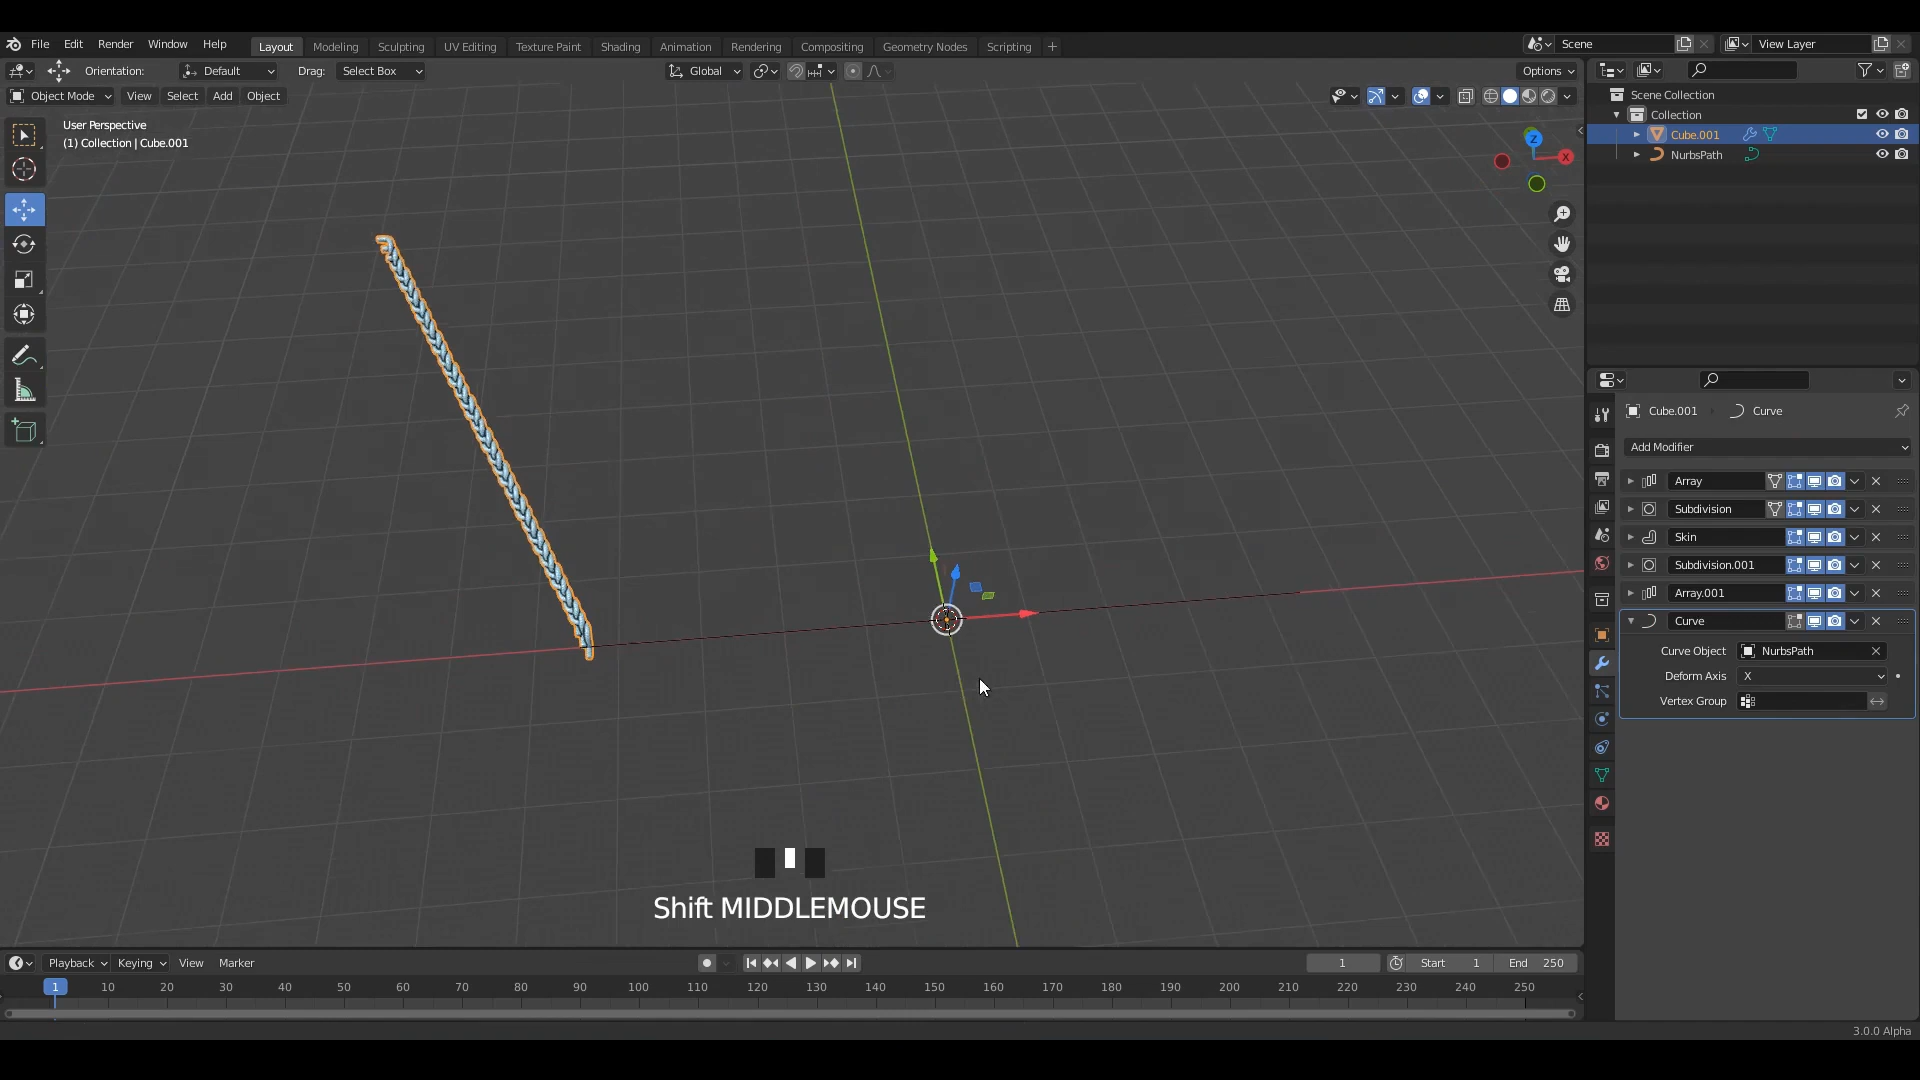 File Edit Render Window Help Layout Modeling Sculpting UV Editing Texture Paint Shading Animation Rendering Compositing Geometry Nodes Scripting + Scene View Layer
Orientation: Default Drag: Select Box Global Options
Object Mode View Select Add Object
User Perspective
(1) Collection | Cube.001
Z
X
Scene Collection
Collection
Cube.001
NurbsPath
Cube.001 Curve
Add Modifier
Array
Subdivision
Skin
Subdivision.001
Array.001
Curve
Curve Object NurbsPath
Deform Axis X
Vertex Group
Shift MIDDLEMOUSE
Playback Keying View Marker 1 Start 1 End 250
1 10 20 30 40 50 60 70 80 90 100 110 120 130 140 150 160 170 180 190 200 210 220 230 240 250
3.0.0 Alpha